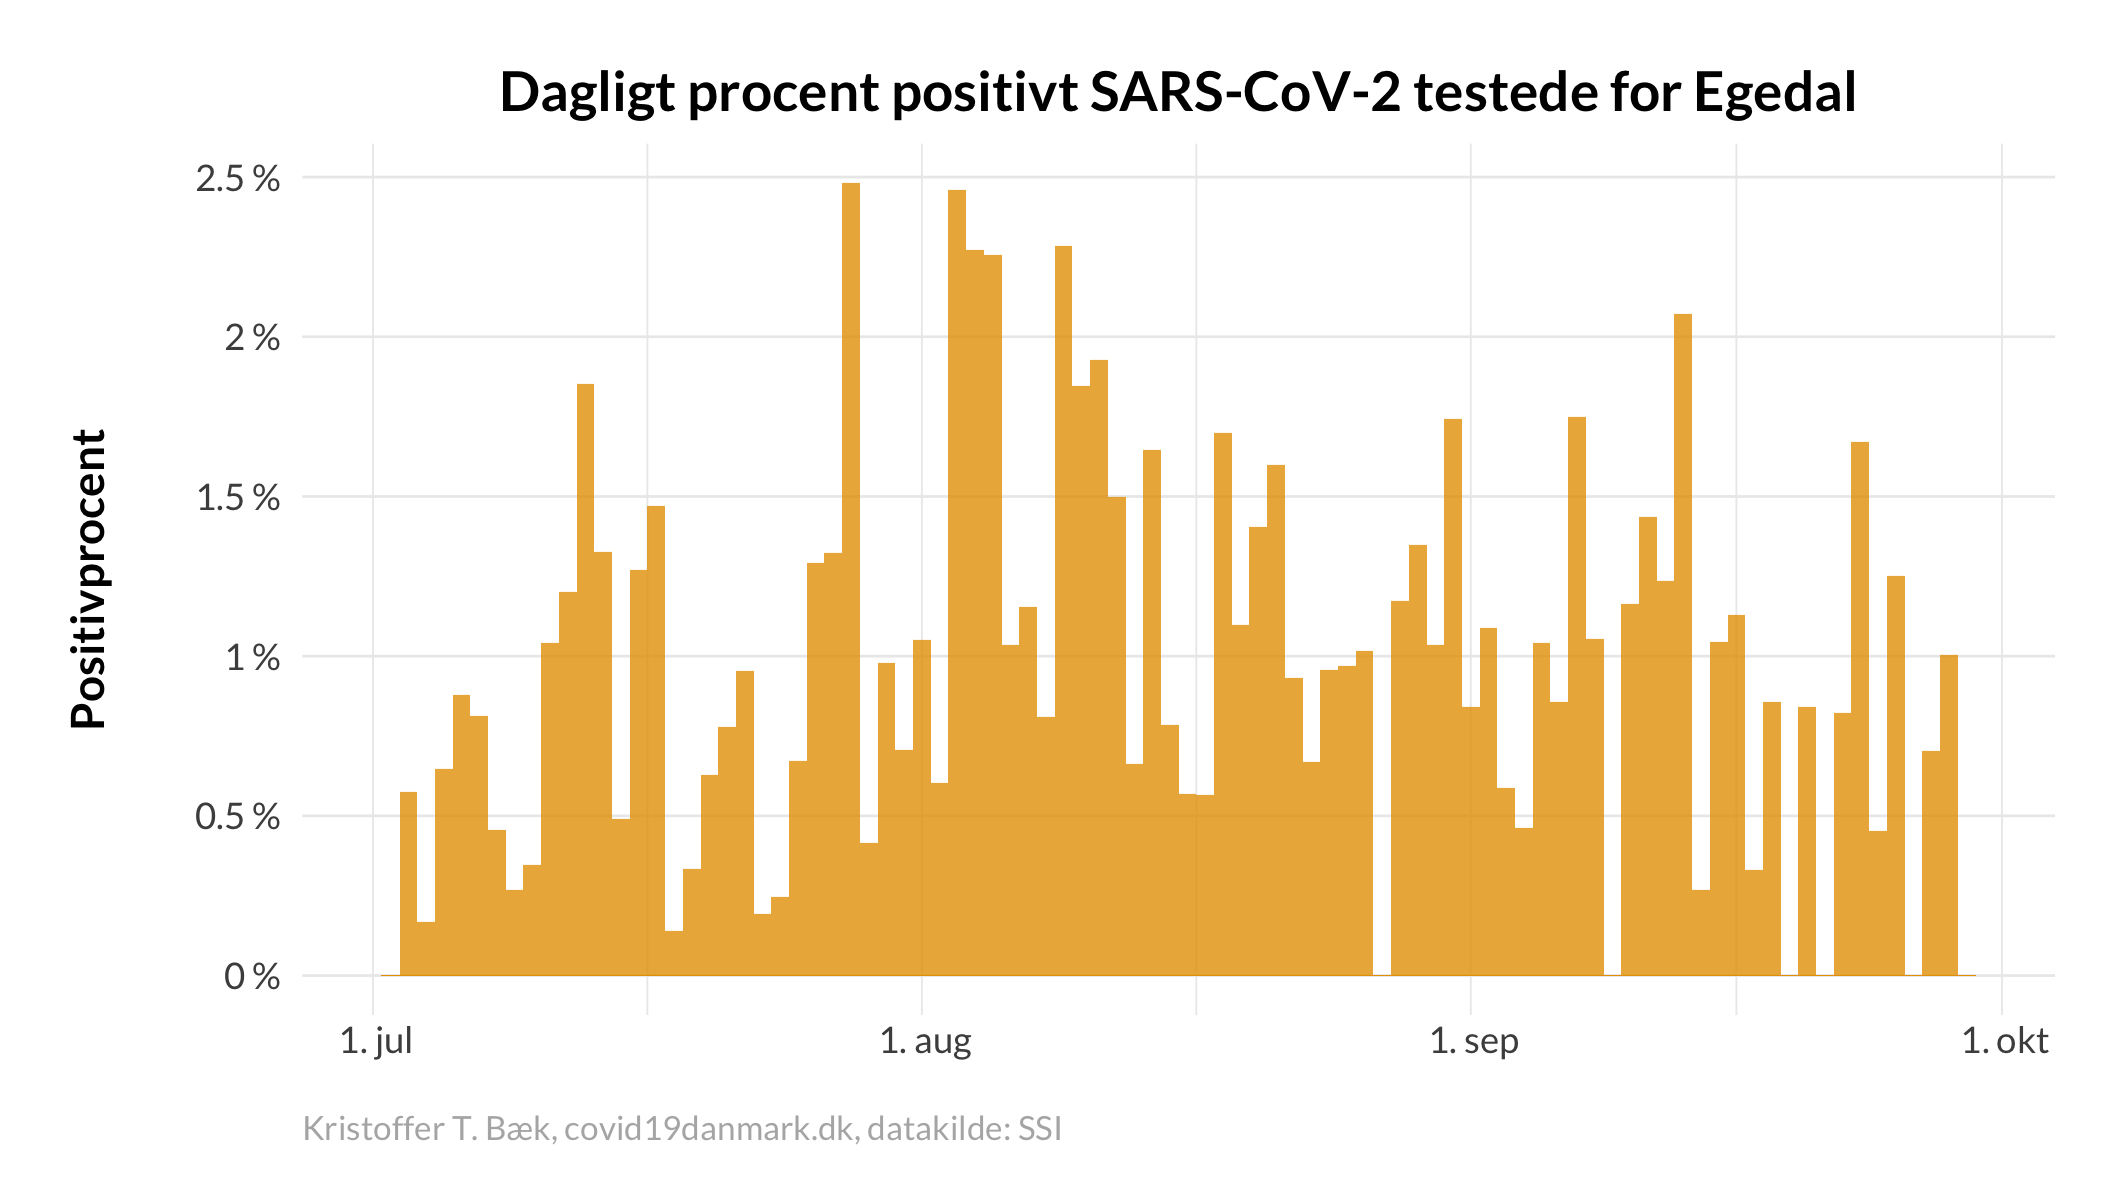 Dagligt procent positivt SARS-CoV-2 testede for Egedal
Positivprocent
2.5 %
2 %
1.5 %
1 %
0.5 %
0 %
1. jul
1. aug
1. sep
1. okt
Kristoffer T. Bæk, covid19danmark.dk, datakilde: SSI